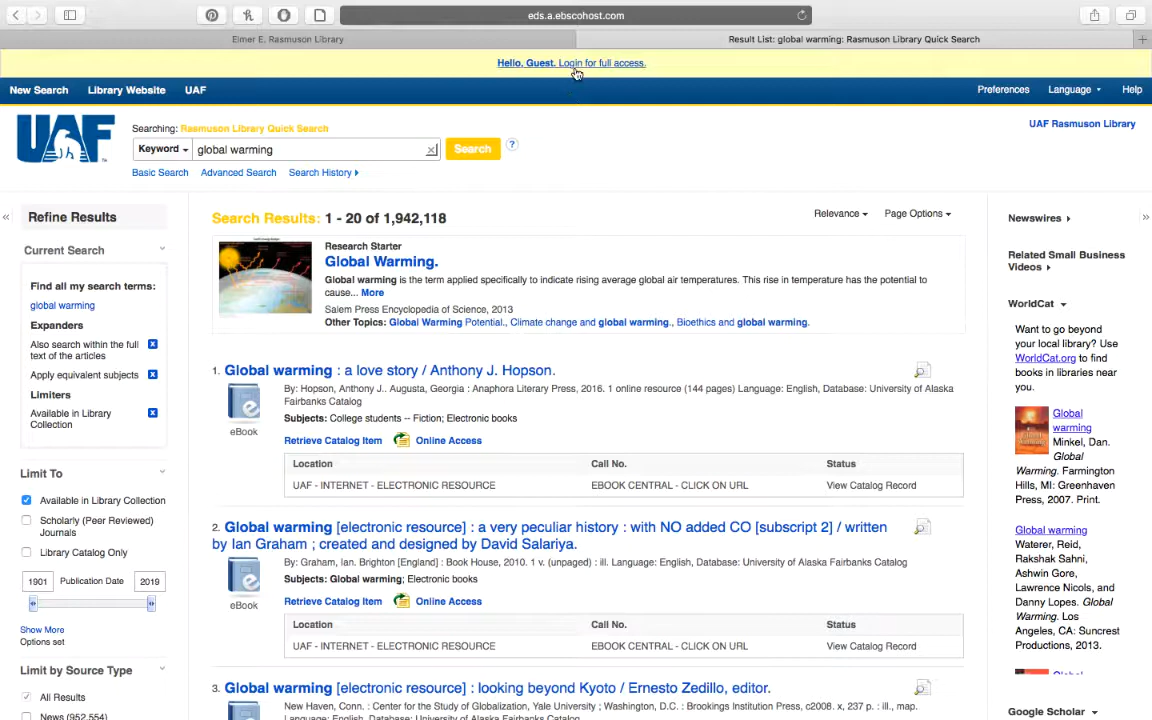 eds.a.ebscohost.com
Elmer E. Rasmuson Library
Result List: global warming: Rasmuson Library Quick Search
Hello, Guest. Login for full access.
New Search Library Website UAF
Preferences Language Help
UAF
Searching: Rasmuson Library Quick Search
Keyword global warming Search ?
Basic Search Advanced Search Search History
UAF Rasmuson Library
Refine Results
Current Search
Find all my search terms:
global warming
Expanders
Also search within the full
text of the articles
Apply equivalent subjects
Limiters
Available in Library
Collection
Limit To
Available in Library Collection
Scholarly (Peer Reviewed)
Journals
Library Catalog Only
1901 Publication Date 2019
Show More
Options set
Limit by Source Type
All Results
News (952,554)
Search Results: 1 - 20 of 1,942,118
Relevance Page Options
Research Starter
Global Warming.
Global warming is the term applied specifically to indicate rising average global air temperatures. This rise in temperature has the potential to
cause... More
Salem Press Encyclopedia of Science, 2013
Other Topics: Global Warming Potential., Climate change and global warming., Bioethics and global warming.
1. Global warming : a love story / Anthony J. Hopson.
By: Hopson, Anthony J.. Augusta, Georgia : Anaphora Literary Press, 2016. 1 online resource (144 pages) Language: English, Database: University of Alaska
Fairbanks Catalog
Subjects: College students -- Fiction; Electronic books
eBook
Retrieve Catalog Item Online Access
Location Call No. Status
UAF - INTERNET - ELECTRONIC RESOURCE EBOOK CENTRAL - CLICK ON URL View Catalog Record
2. Global warming [electronic resource] : a very peculiar history : with NO added CO [subscript 2] / written
by Ian Graham ; created and designed by David Salariya.
By: Graham, Ian. Brighton [England] : Book House, 2010. 1 v. (unpaged) : ill. Language: English, Database: University of Alaska Fairbanks Catalog
Subjects: Global warming; Electronic books
eBook
Retrieve Catalog Item Online Access
Location Call No. Status
UAF - INTERNET - ELECTRONIC RESOURCE EBOOK CENTRAL - CLICK ON URL View Catalog Record
3. Global warming [electronic resource] : looking beyond Kyoto / Ernesto Zedillo, editor.
New Haven, Conn. : Center for the Study of Globalization, Yale University ; Washington, D.C. : Brookings Institution Press, c2008. x, 237 p. : ill., map.
Language: English, Database: University of Alaska Fairbanks Catalog
Newswires
Related Small Business
Videos
WorldCat
Want to go beyond
your local library? Use
WorldCat.org to find
books in libraries near
you.
Global
warming
Minkel, Dan.
Global
Warming. Farmington
Hills, MI: Greenhaven
Press, 2007. Print.
Global warming
Waterer, Reid,
Rakshak Sahni,
Ashwin Gore,
Lawrence Nicols, and
Danny Lopes. Global
Warming. Los
Angeles, CA: Suncrest
Productions, 2013.
Global
Google Scholar